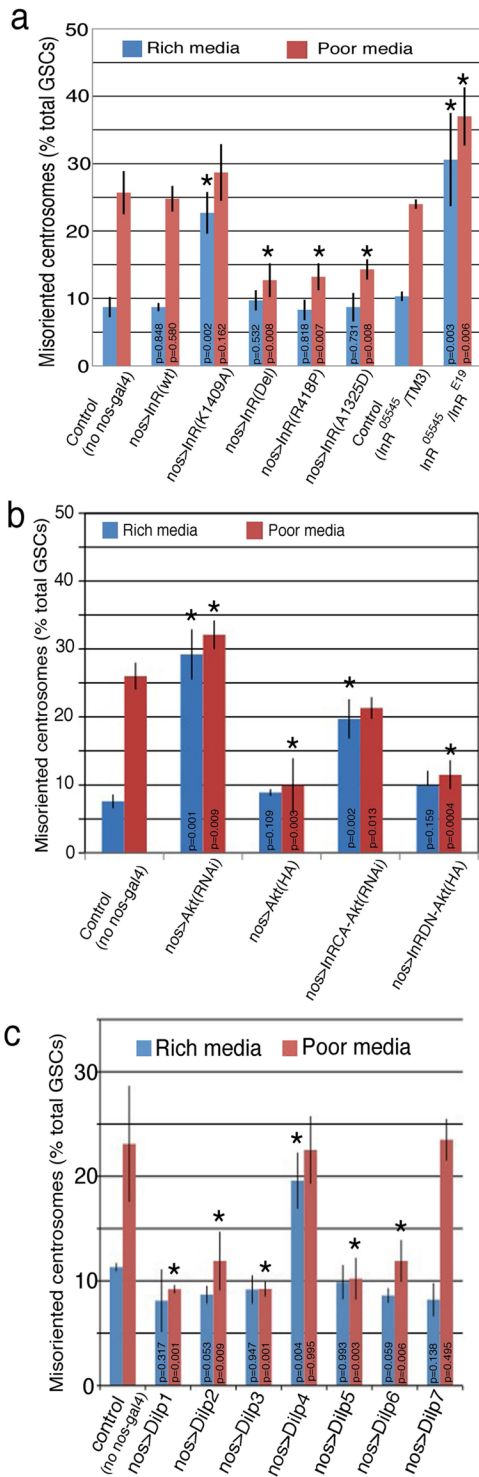 a
Rich media
Poor media
Misoriented centrosomes (% total GSCs)
50
40
30
20
10
0
*
*
*
*
*
*
p=0.848
p=0.580
p=0.002
p=0.162
p=0.532
p=0.008
p=0.818
p=0.007
p=0.731
p=0.008
p=0.003
p=0.006
Control
(no nos-gal4)
nos>InR(wt)
nos>InR(K1409A)
nos>InR(Del)
nos>InR(R418P)
nos>InR(A1325D)
Control
(InR05545/TM3)
InR05545/InRE19
b
Rich media
Poor media
Misoriented centrosomes (% total GSCs)
50
40
30
20
10
0
*
*
*
*
*
p=0.001
p=0.009
p=0.109
p=0.003
p=0.002
p=0.013
p=0.159
p=0.0004
Control
(no nos-gal4)
nos>Akt(RNAi)
nos>Akt(HA)
nos>InRCA-Akt(RNAi)
nos>InRDN-Akt(HA)
c
Rich media
Poor media
Misoriented centrosomes (% total GSCs)
30
20
10
0
*
*
*
*
*
*
p=0.317
p=0.001
p=0.053
p=0.009
p=0.947
p=0.001
p=0.004
p=0.995
p=0.993
p=0.003
p=0.059
p=0.006
p=0.138
p=0.495
control
(no nos-gal4)
nos>Dilp1
nos>Dilp2
nos>Dilp3
nos>Dilp4
nos>Dilp5
nos>Dilp6
nos>Dilp7